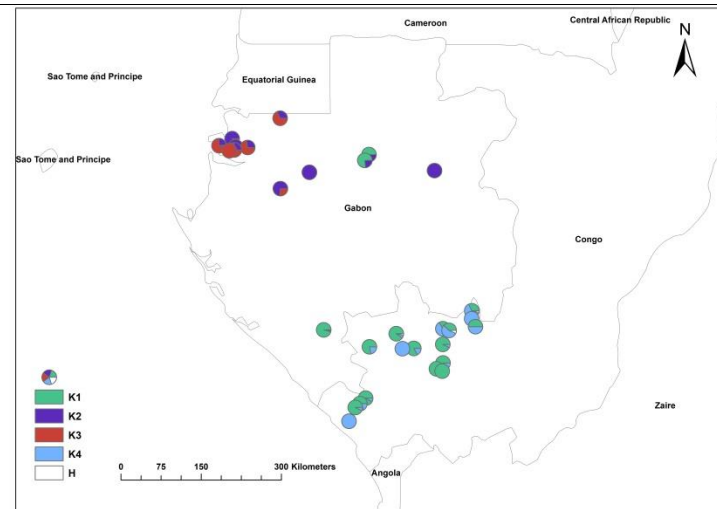 Cameroon
Central African Republic
N
Sao Tome and Principe
Equatorial Guinea
Sao Tome and Principe
Gabon
Congo
K1
K2
K3
K4
H
Zaire
0 75 150 300 Kilometers
Angola